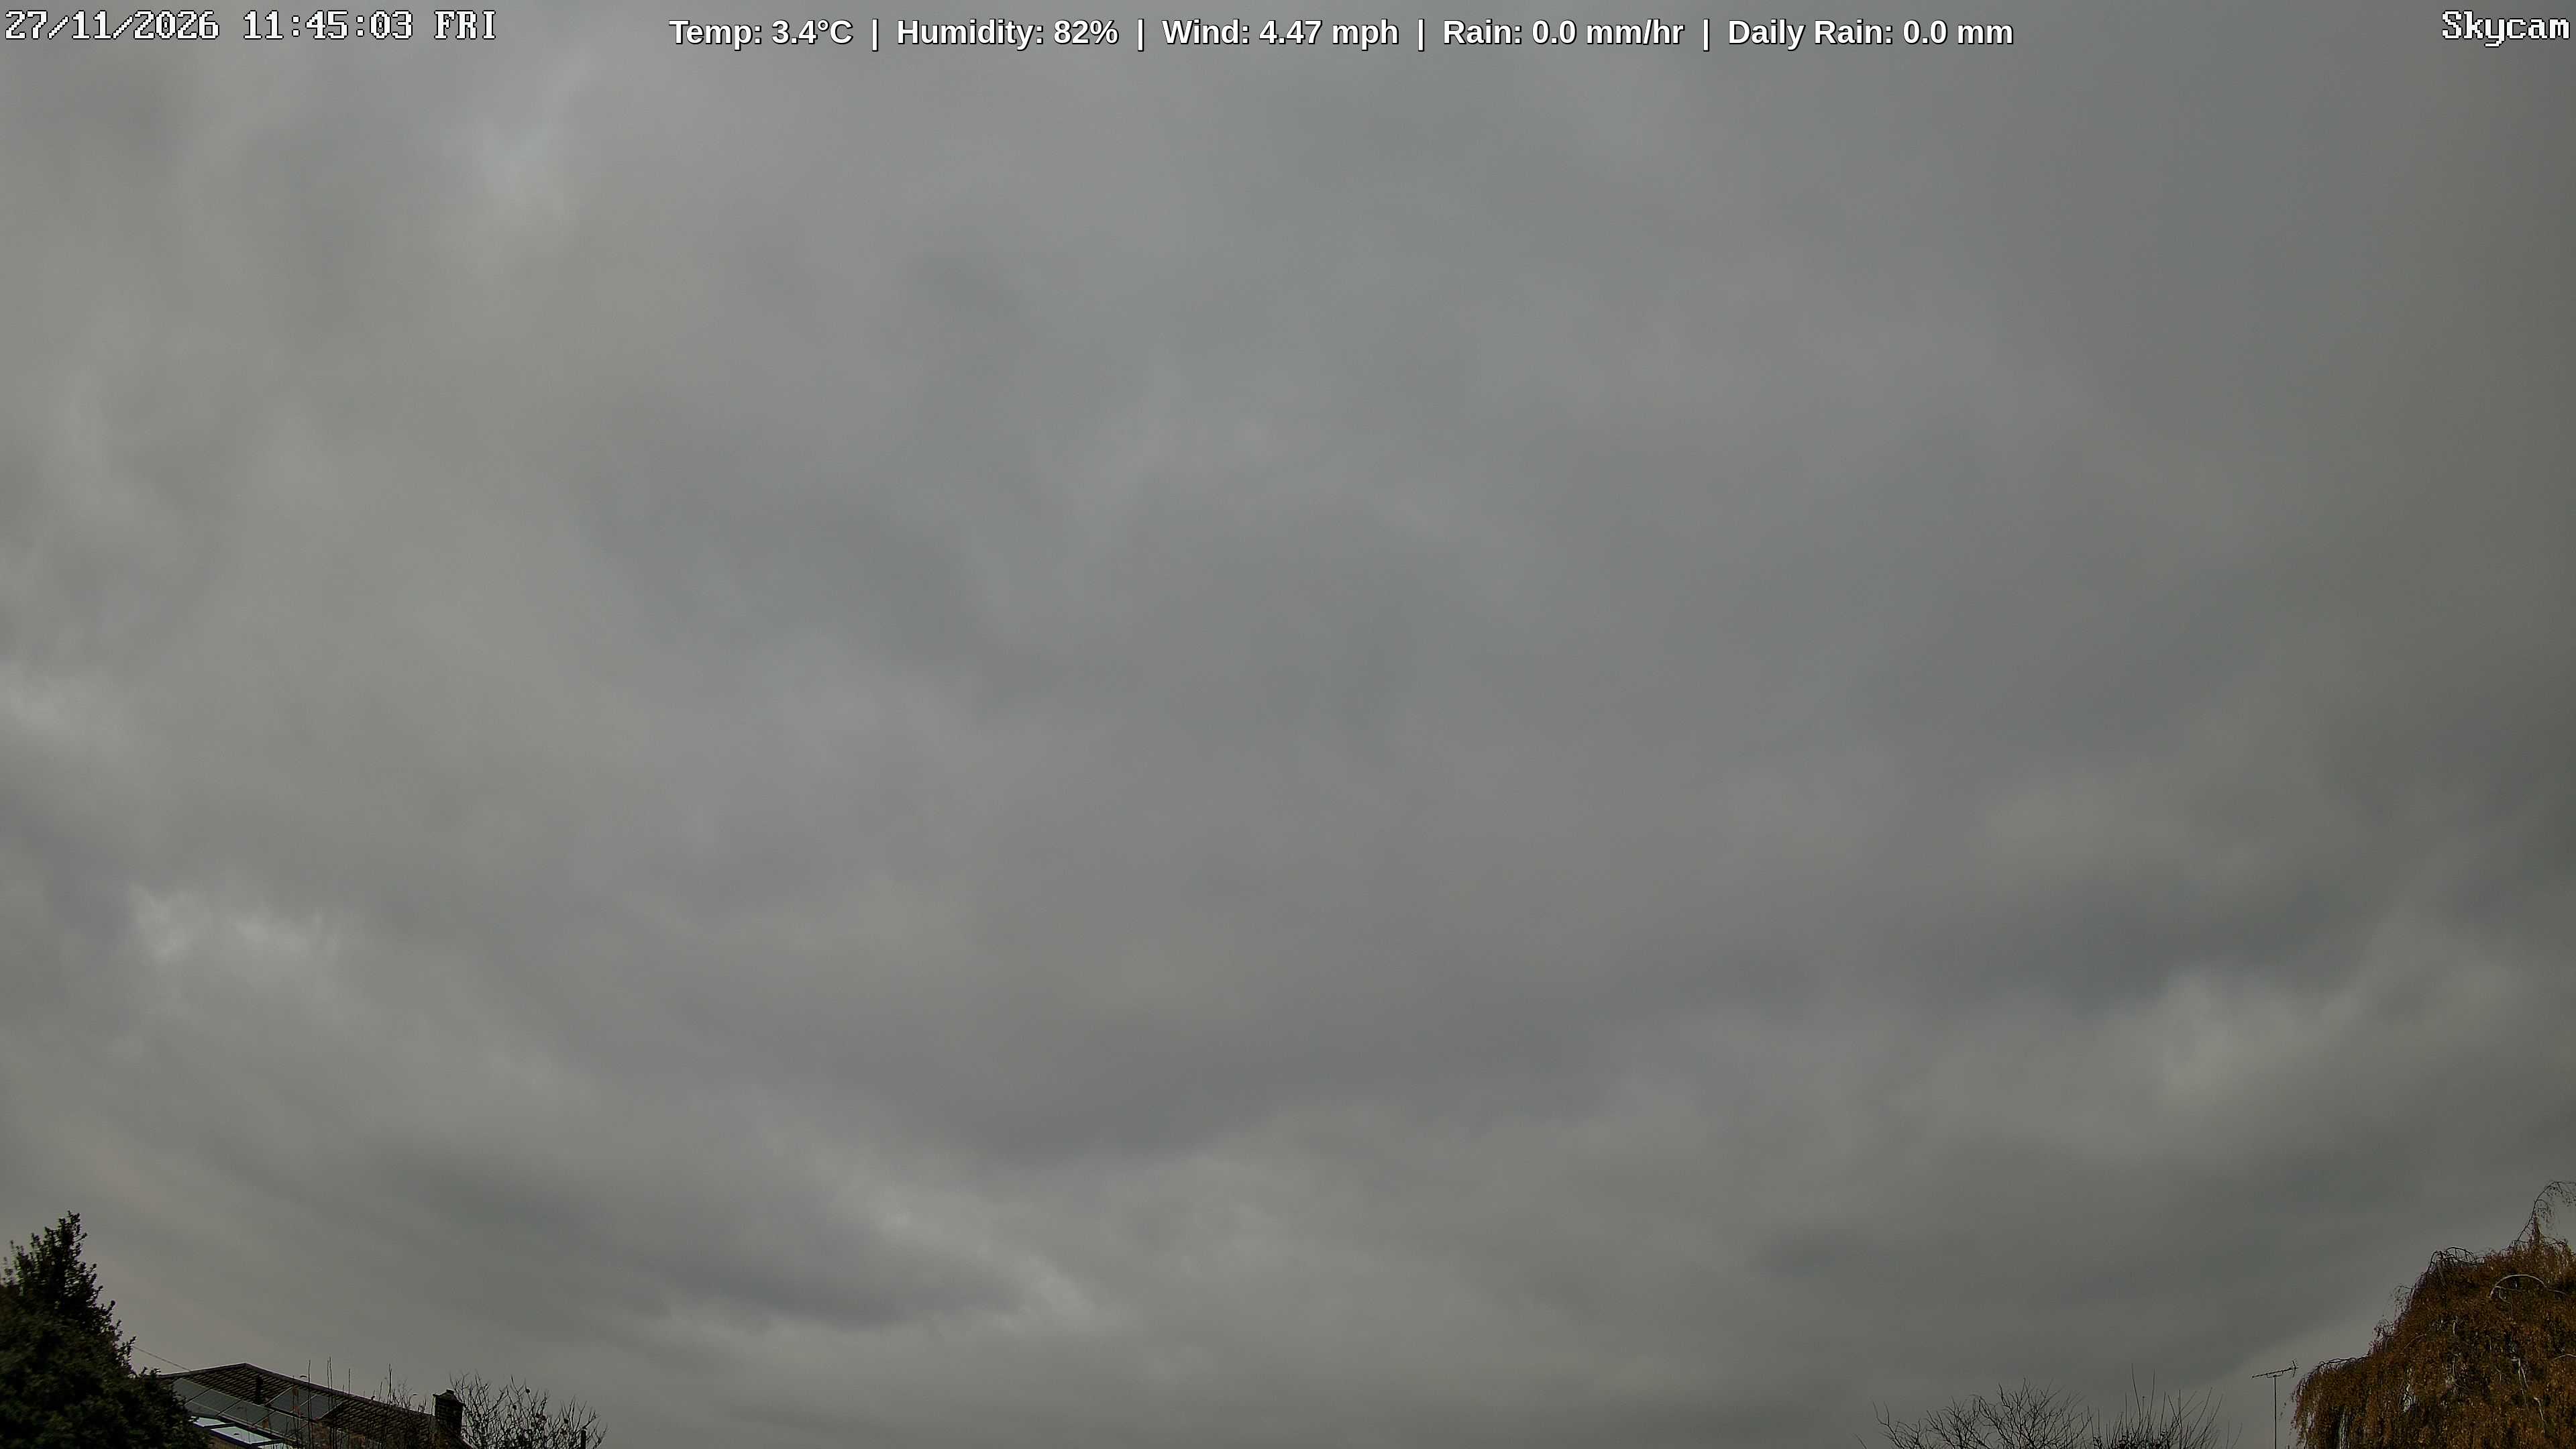 27/11/2026 11:45:03 FRI
Temp: 3.4°C | Humidity: 82% | Wind: 4.47 mph | Rain: 0.0 mm/hr | Daily Rain: 0.0 mm
Skycam